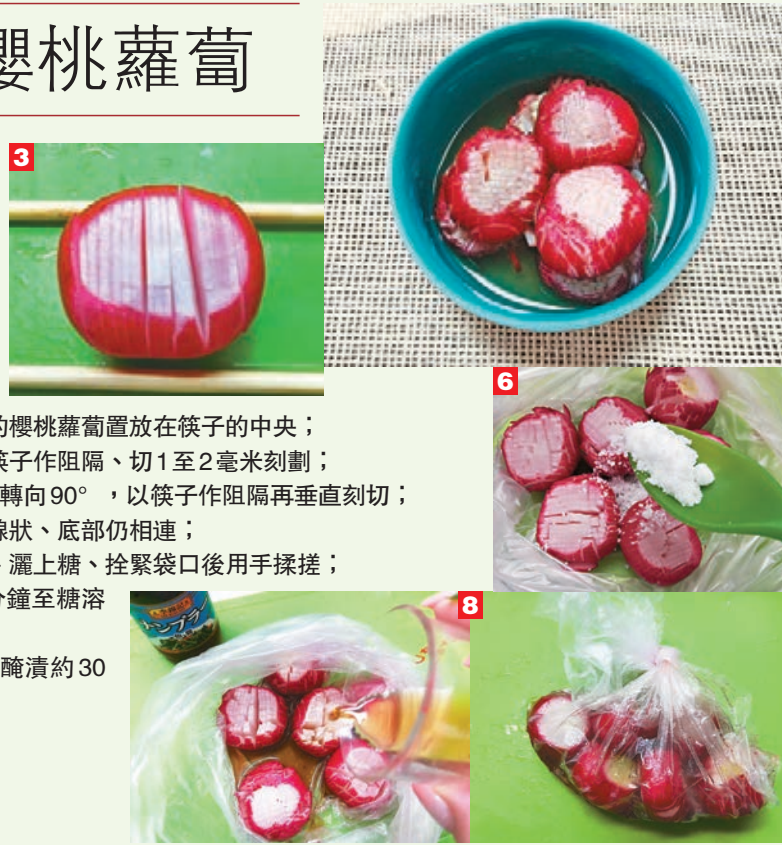 櫻桃蘿蔔
3
的櫻桃蘿蔔置放在筷子的中央；
筷子作阻隔、切1至2毫米刻劃；
轉向90°，以筷子作阻隔再垂直刻切；
線狀、底部仍相連；
、灑上糖、拴緊袋口後用手揉搓；
分鐘至糖溶
醃漬約30
6
8